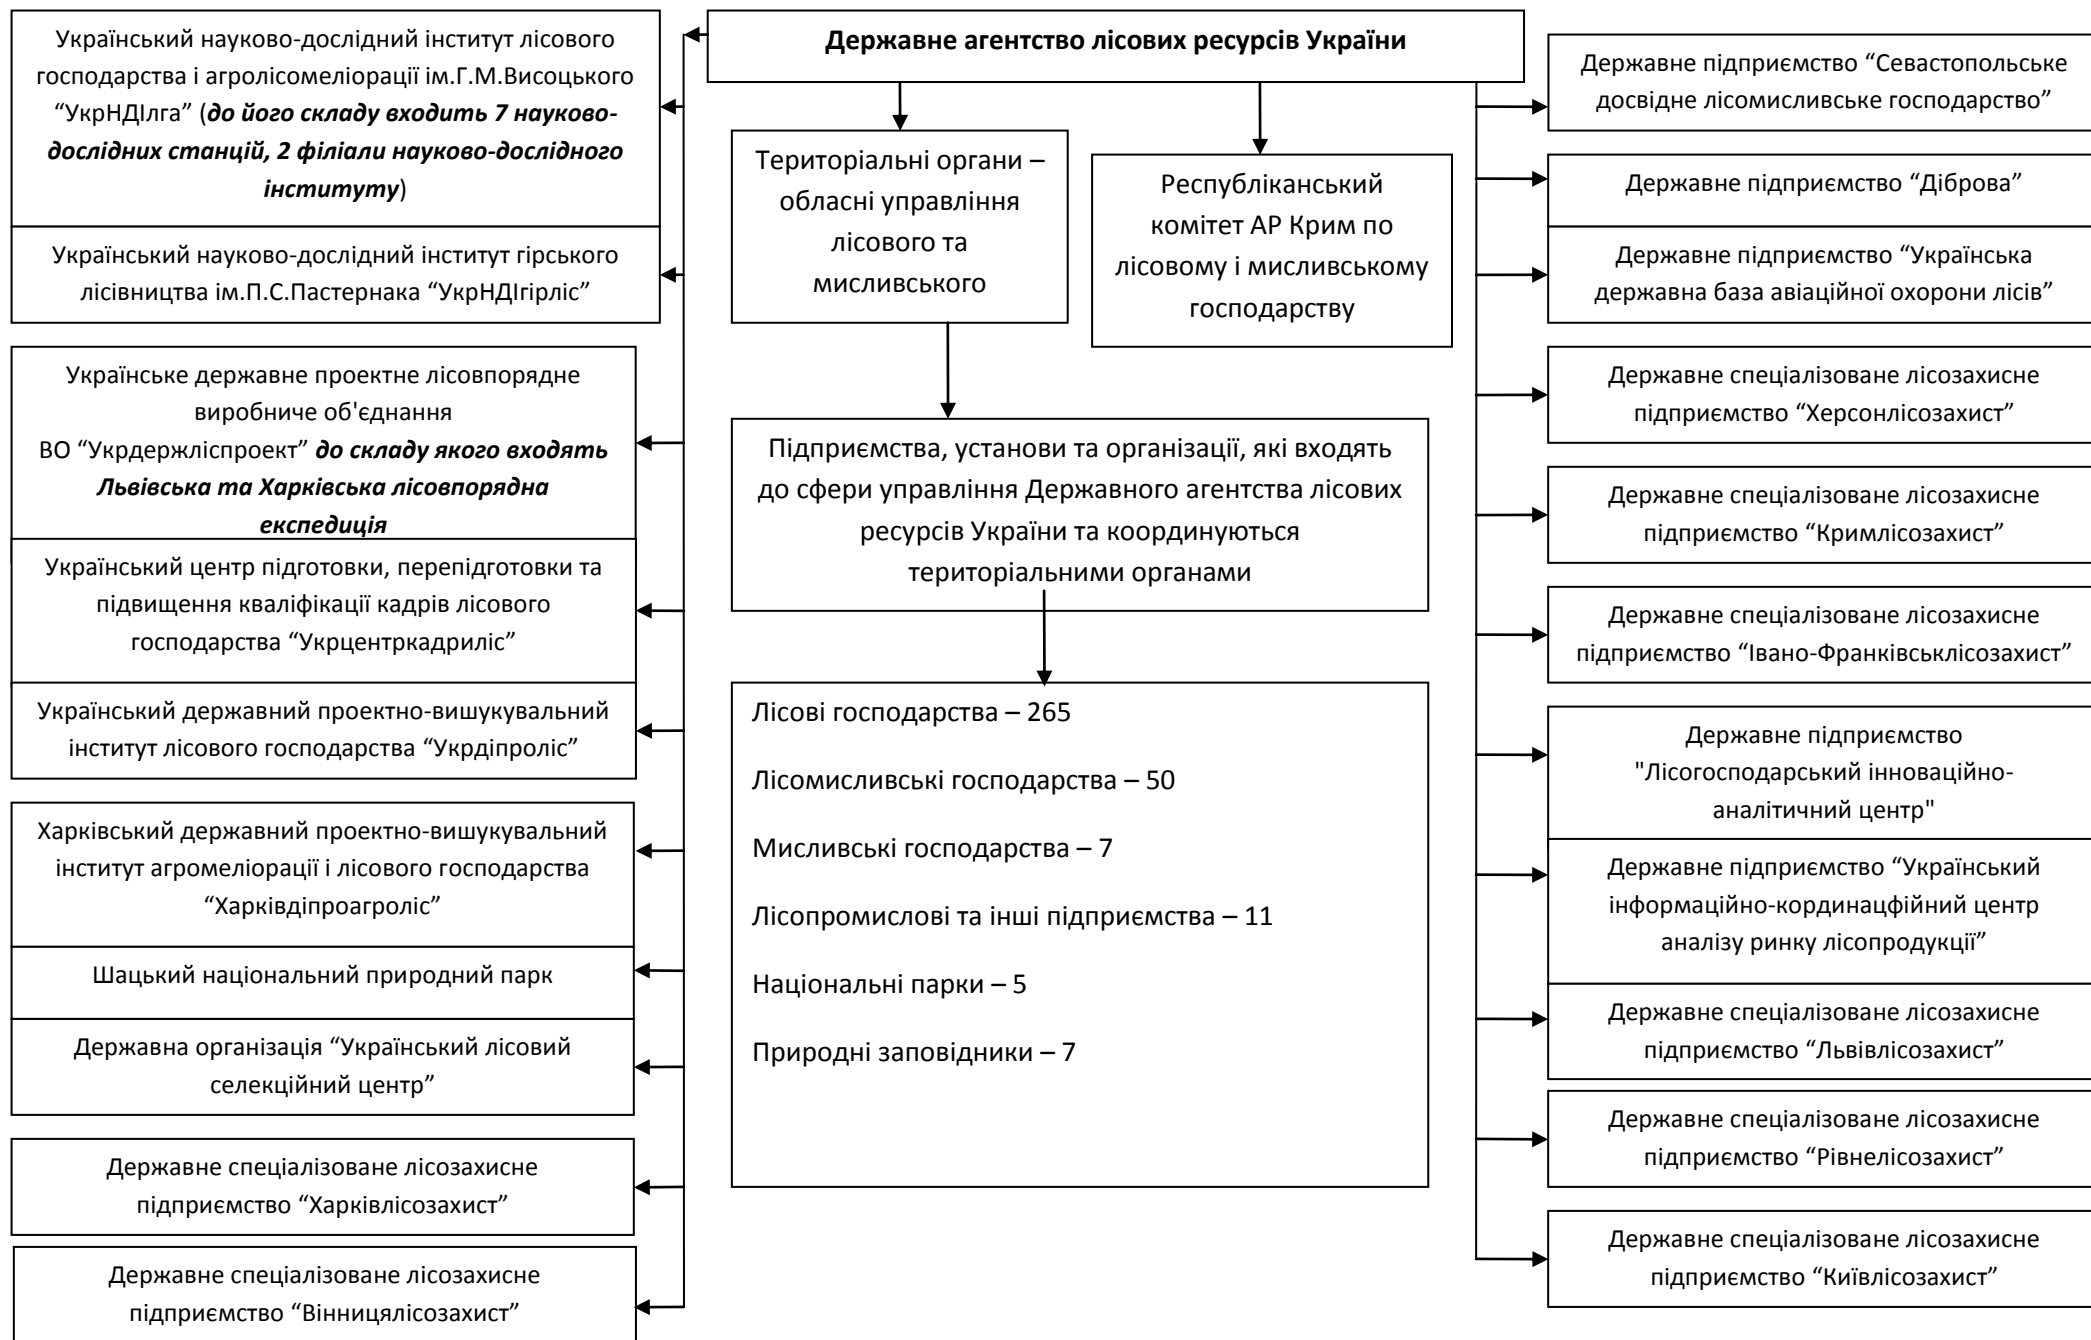 Державне агентство лісових ресурсів України
Український науково-дослідний інститут лісового
господарства і агролісомеліорації ім.Г.М.Висоцького
“УкрНДІлга” (до його складу входить 7 науково-
дослідних станцій, 2 філіали науково-дослідного
інституту)
Український науково-дослідний інститут гірського
лісівництва ім.П.С.Пастернака “УкрНДІгірліс”
Українське державне проектне лісовпорядне
виробниче об'єднання
ВО “Укрдержліспроект” до складу якого входять
Львівська та Харківська лісовпорядна
експедиція
Український центр підготовки, перепідготовки та
підвищення кваліфікації кадрів лісового
господарства “Укрцентркадриліс”
Український державний проектно-вишукувальний
інститут лісового господарства “Укрдіпроліс”
Харківський державний проектно-вишукувальний
інститут агромеліорації і лісового господарства
“Харківдіпроагроліс”
Шацький національний природний парк
Державна організація “Український лісовий
селекційний центр”
Державне спеціалізоване лісозахисне
підприємство “Харківлісозахист”
Державне спеціалізоване лісозахисне
підприємство “Вінницялісозахист”
Територіальні органи –
обласні управління
лісового та
мисливського
Республіканський
комітет АР Крим по
лісовому і мисливському
господарству
Підприємства, установи та організації, які входять
до сфери управління Державного агентства лісових
ресурсів України та координуються
територіальними органами
Лісові господарства – 265
Лісомисливські господарства – 50
Мисливські господарства – 7
Лісопромислові та інші підприємства – 11
Національні парки – 5
Природні заповідники – 7
Державне підприємство “Севастопольське
досвідне лісомисливське господарство”
Державне підприємство “Діброва”
Державне підприємство “Українська
державна база авіаційної охорони лісів”
Державне спеціалізоване лісозахисне
підприємство “Херсонлісозахист”
Державне спеціалізоване лісозахисне
підприємство “Кримлісозахист”
Державне спеціалізоване лісозахисне
підприємство “Івано-Франківськлісозахист”
Державне підприємство
"Лісогосподарський інноваційно-
аналітичний центр"
Державне підприємство “Український
інформаційно-кординацфійний центр
аналізу ринку лісопродукції”
Державне спеціалізоване лісозахисне
підприємство “Львівлісозахист”
Державне спеціалізоване лісозахисне
підприємство “Рівнелісозахист”
Державне спеціалізоване лісозахисне
підприємство “Київлісозахист”